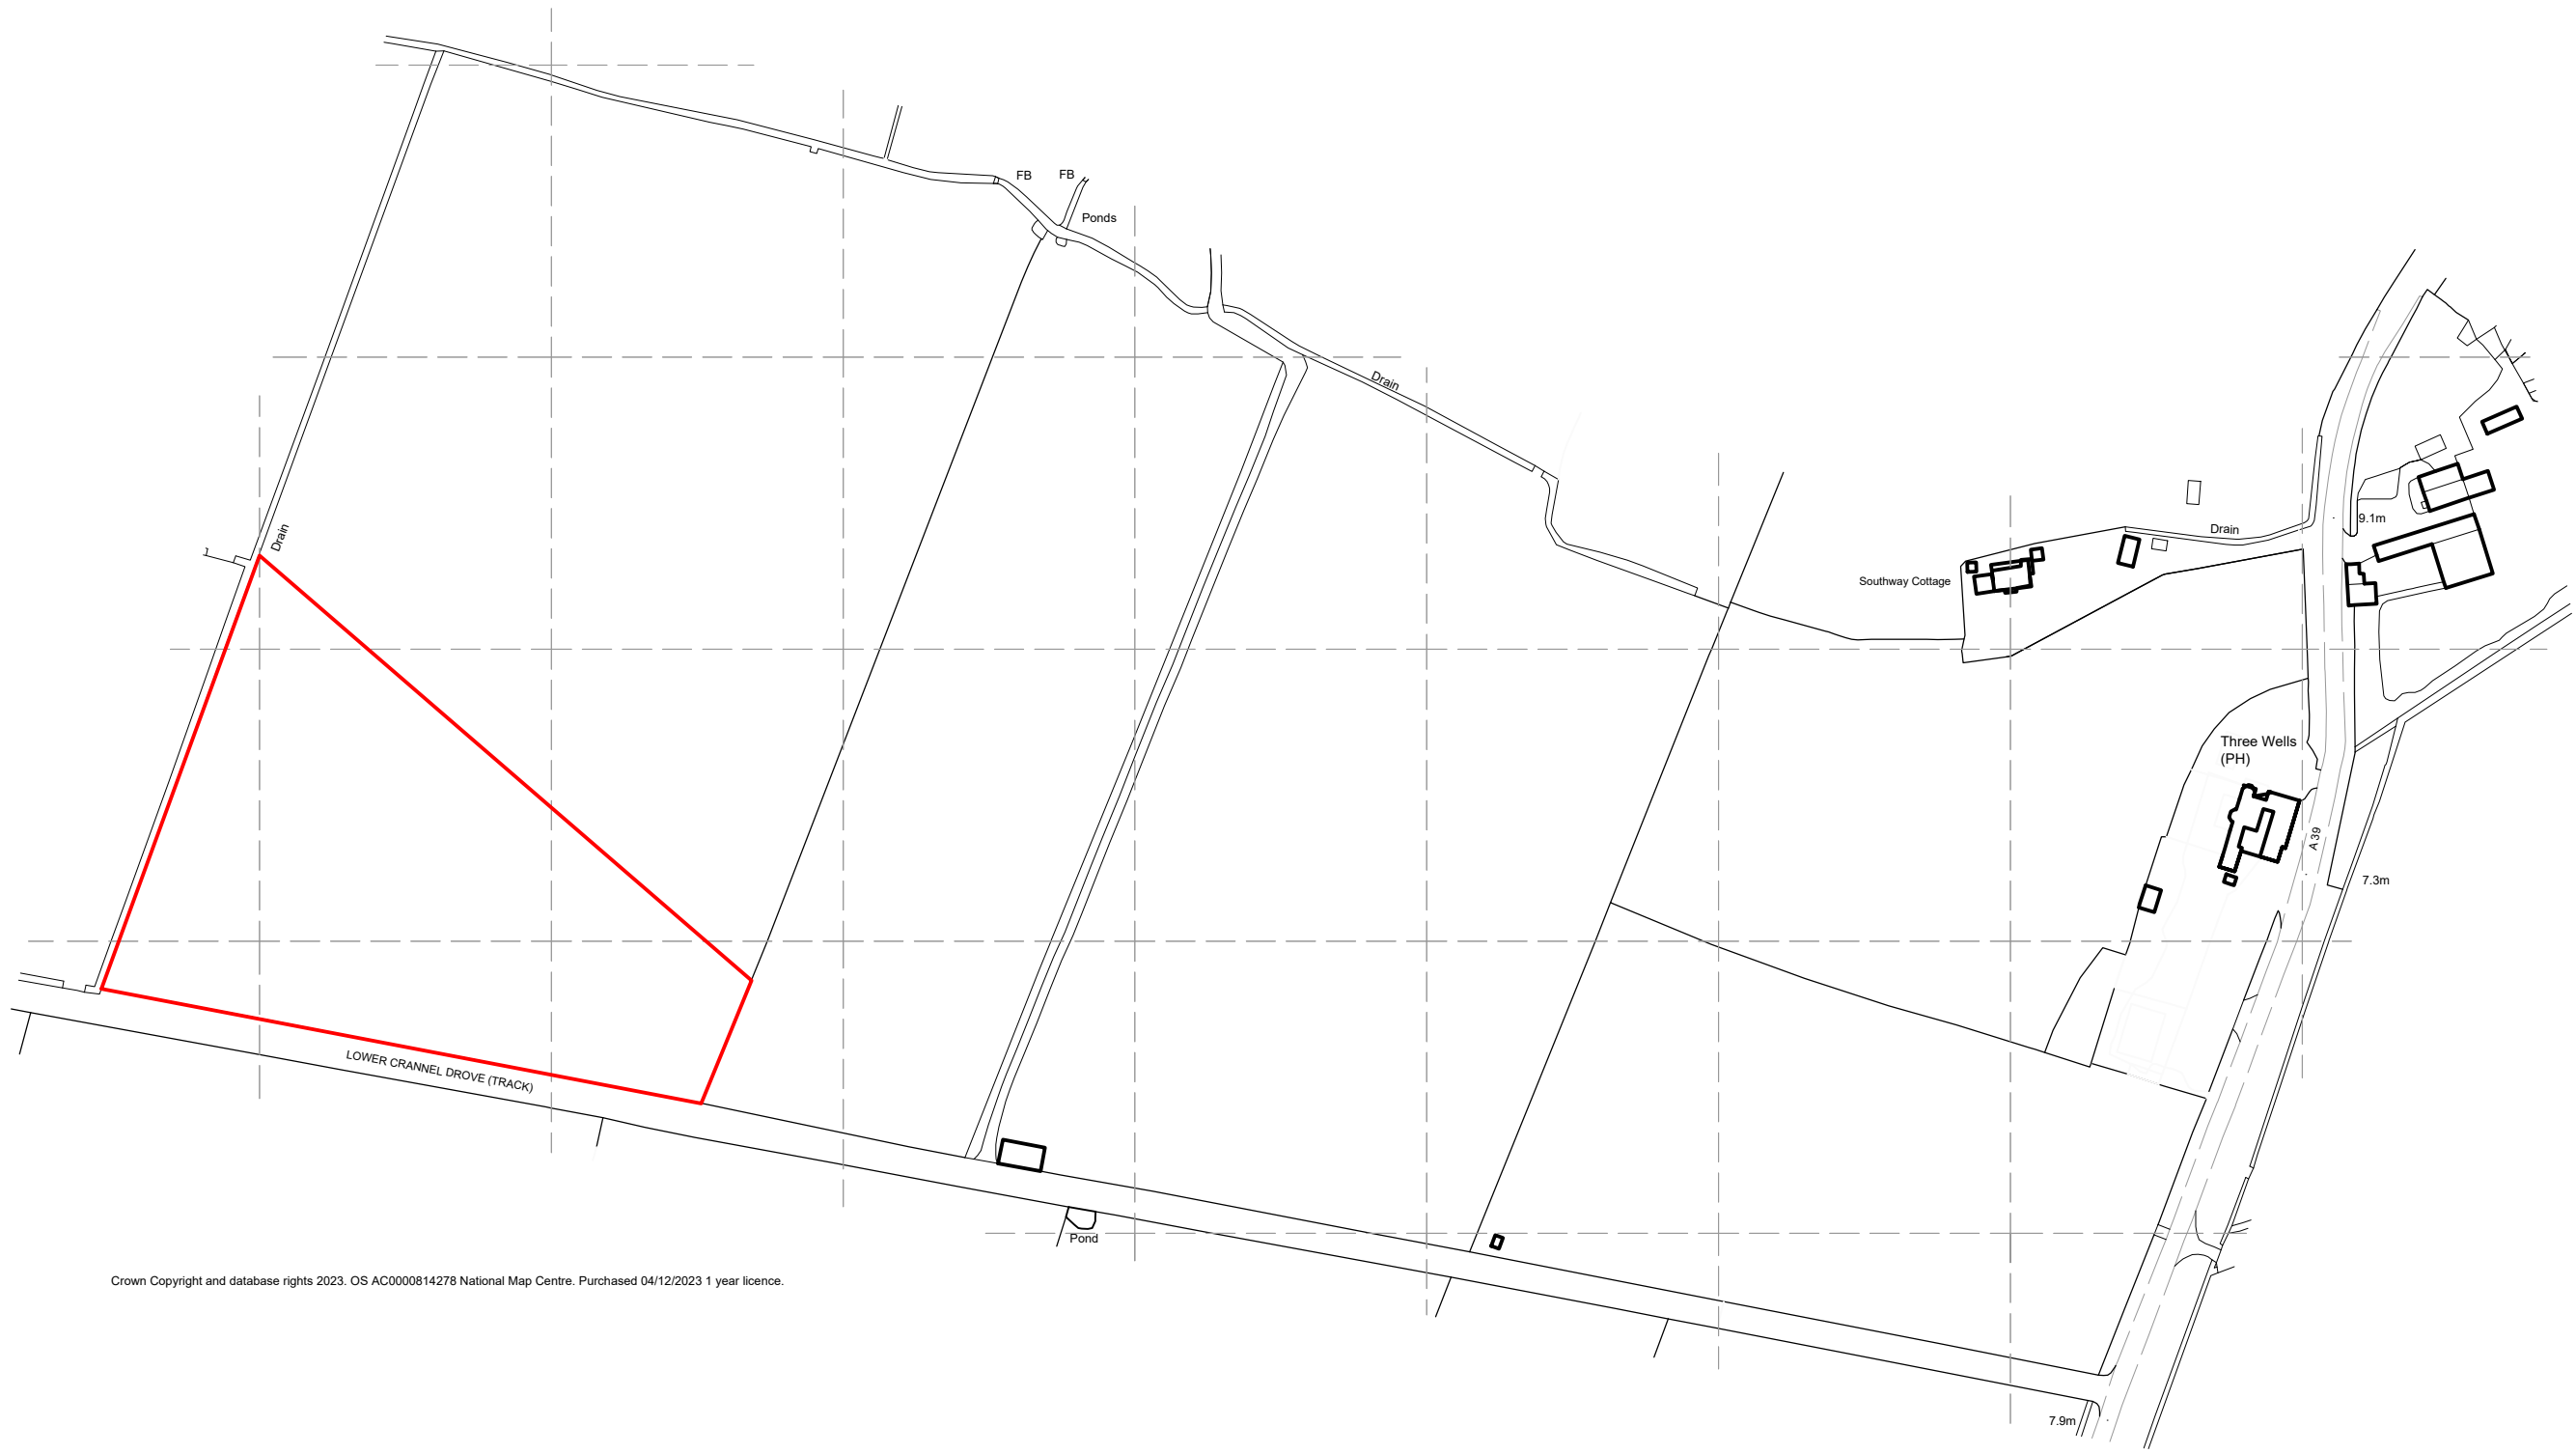 FB
FB
Ponds
Drain
Drain
9.1m
Drain
Southway Cottage
Three Wells
(PH)
A 39
7.3m
LOWER CRANNEL DROVE (TRACK)
Pond
Crown Copyright and database rights 2023. OS AC0000814278 National Map Centre. Purchased 04/12/2023 1 year licence.
7.9m